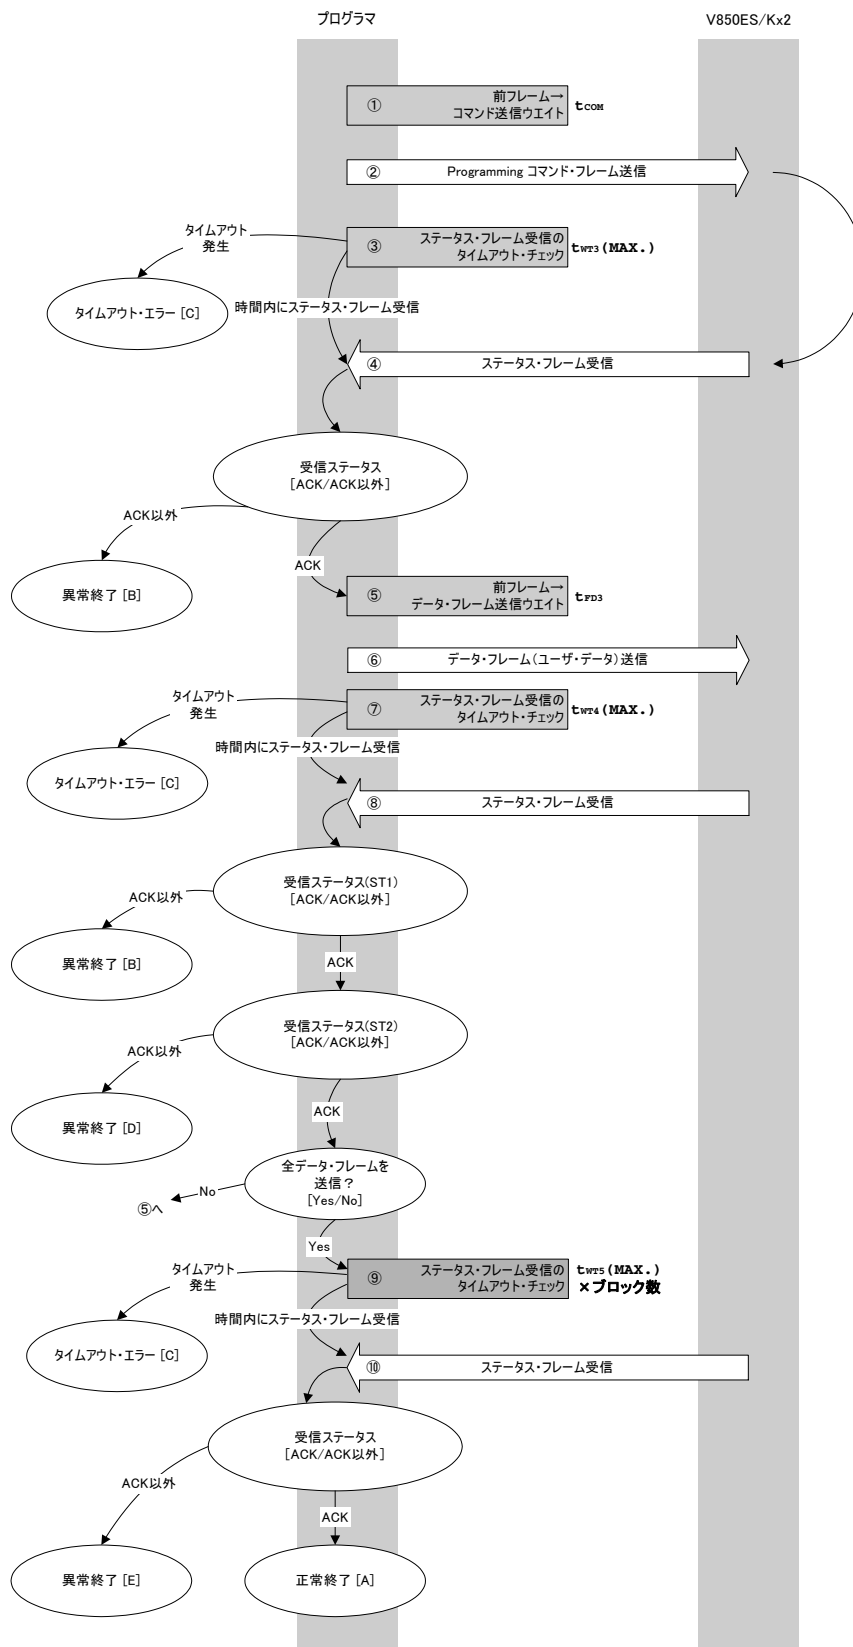 プログラマ
V850ES/Kx2
① 前フレーム→
コマンド送信ウエイト
tCOM
② Programming コマンド・フレーム送信
タイムアウト
発生
③ ステータス・フレーム受信の
タイムアウト・チェック
tWT3(MAX.)
タイムアウト・エラー [C]
時間内にステータス・フレーム受信
④ ステータス・フレーム受信
受信ステータス
[ACK/ACK以外]
ACK以外
ACK
異常終了 [B]
⑤ 前フレーム→
データ・フレーム送信ウエイト
tFD3
⑥ データ・フレーム(ユーザ・データ)送信
タイムアウト
発生
⑦ ステータス・フレーム受信の
タイムアウト・チェック
tWT4(MAX.)
時間内にステータス・フレーム受信
タイムアウト・エラー [C]
⑧ ステータス・フレーム受信
受信ステータス(ST1)
[ACK/ACK以外]
ACK以外
異常終了 [B]
ACK
受信ステータス(ST2)
[ACK/ACK以外]
ACK以外
異常終了 [D]
ACK
全データ・フレームを
送信?
[Yes/No]
No
⑤へ
Yes
タイムアウト
発生
⑨ ステータス・フレーム受信の
タイムアウト・チェック
tWT5(MAX.)
×ブロック数
時間内にステータス・フレーム受信
タイムアウト・エラー [C]
⑩ ステータス・フレーム受信
受信ステータス
[ACK/ACK以外]
ACK以外
ACK
異常終了 [E]
正常終了 [A]